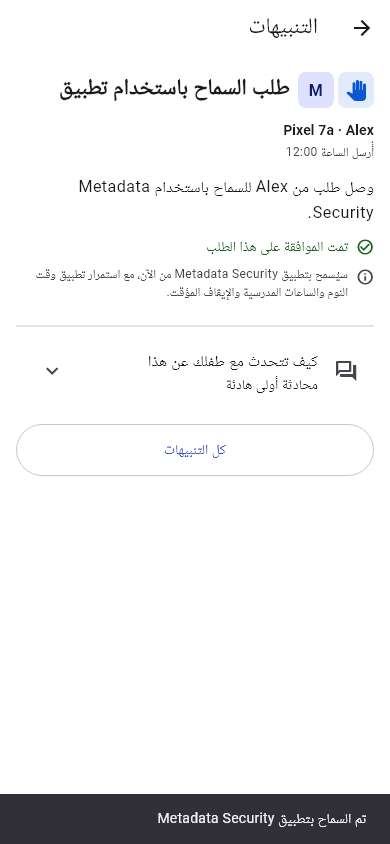 التنبيهات
M
طلب السماح باستخدام تطبيق
Pixel 7a · Alex
أُرسل الساعة 12:00
وصل طلب من Alex للسماح باستخدام Metadata
Security.
تمت الموافقة على هذا الطلب
سيُسمح بتطبيق Metadata Security من الآن، مع استمرار تطبيق وقت
النوم والساعات المدرسية والإيقاف المؤقت.
كيف تتحدث مع طفلك عن هذا
محادثة أولى هادئة
كل التنبيهات
تم السماح بتطبيق Metadata Security